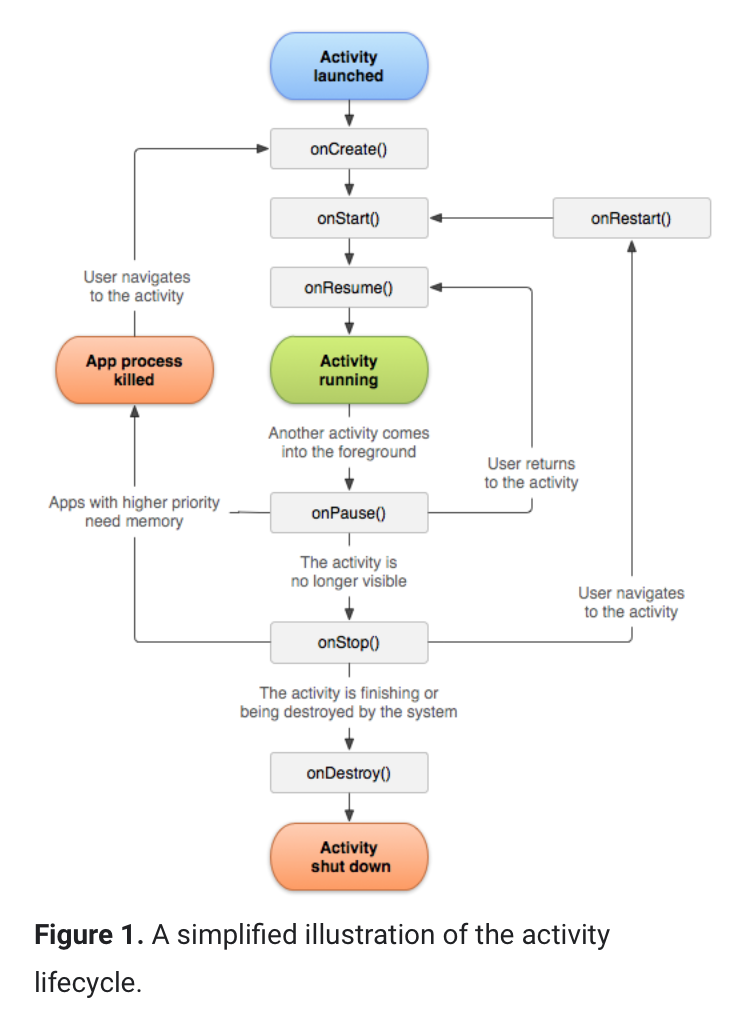 Activity
launched
onCreate()
onStart()
onRestart()
User navigates
to the activity
onResume()
App process
killed
Activity
running
Another activity comes
into the foreground
User returns
to the activity
Apps with higher priority
need memory
onPause()
The activity is
no longer visible
User navigates
to the activity
onStop()
The activity is finishing or
being destroyed by the system
onDestroy()
Activity
shut down
Figure 1. A simplified illustration of the activity
lifecycle.